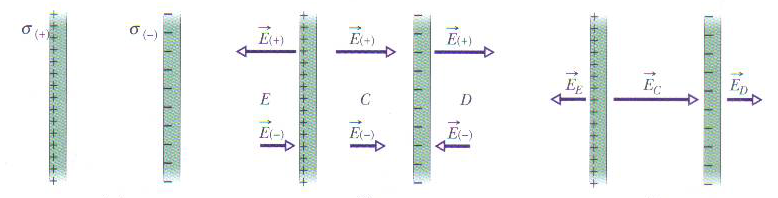 σ (+)
σ (−)
E(+) E(+) E(+)
E C D
E(−) E(−) E(−)
E_E E_C E_D